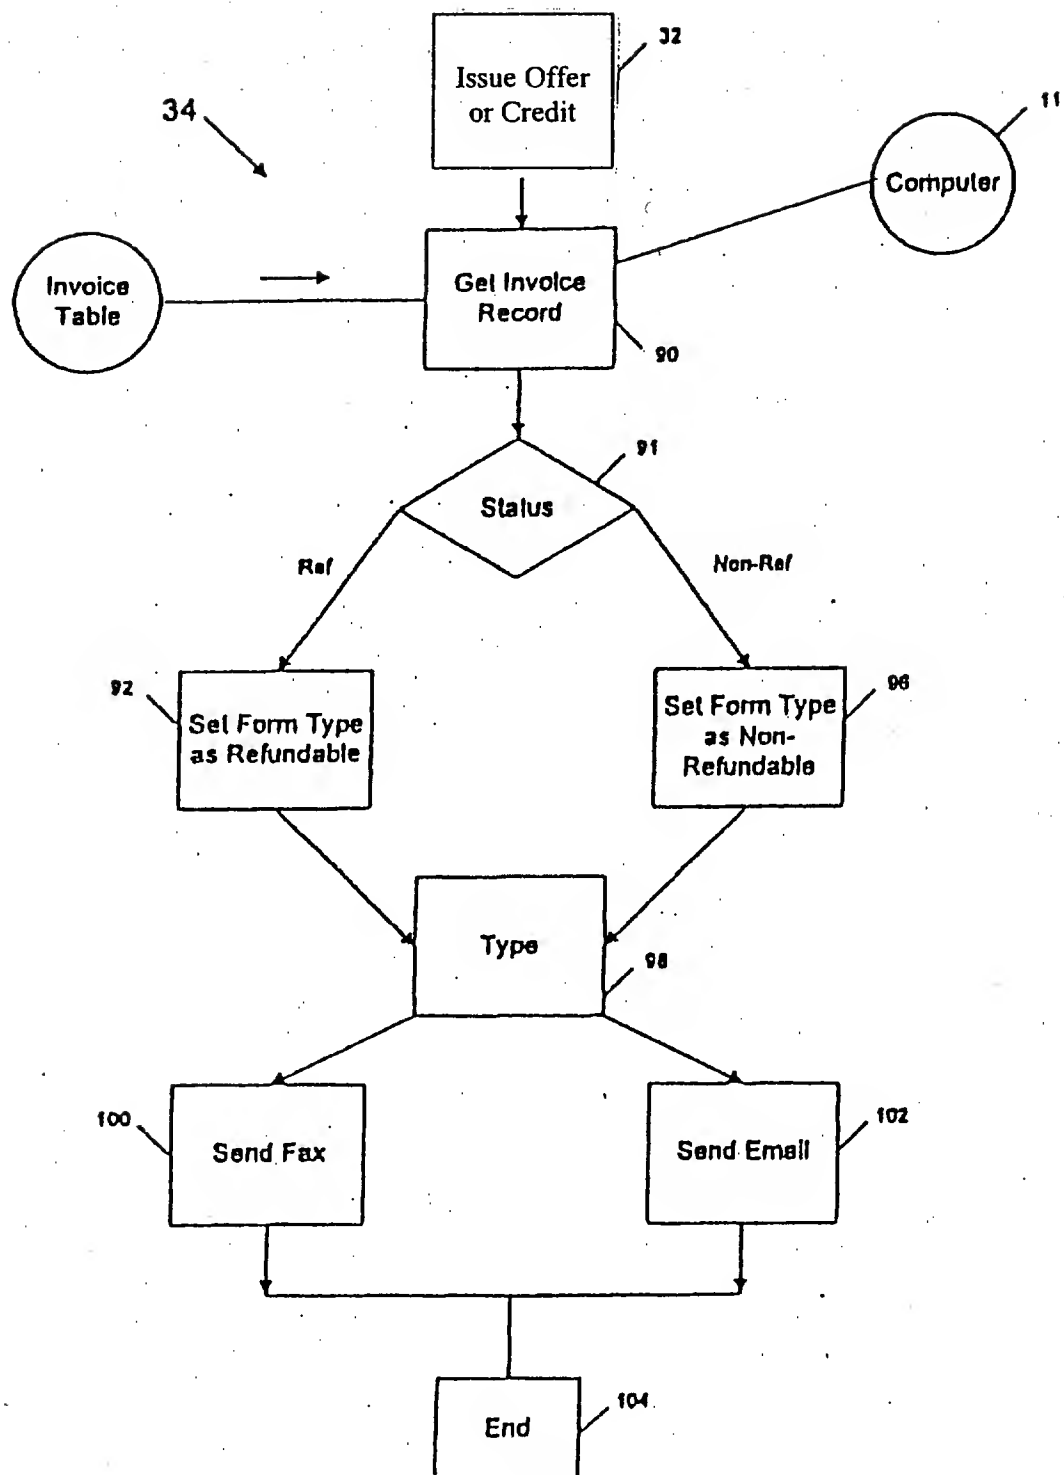 32
Issue Offer
or Credit
34
11
Computer
Invoice
Table
Get Invoice
Record
90
91
Status
Ref
Non-Ref
92
Set Form Type
as Refundable
96
Set Form Type
as Non-
Refundable
Type
98
100
Send Fax
102
Send Email
104
End